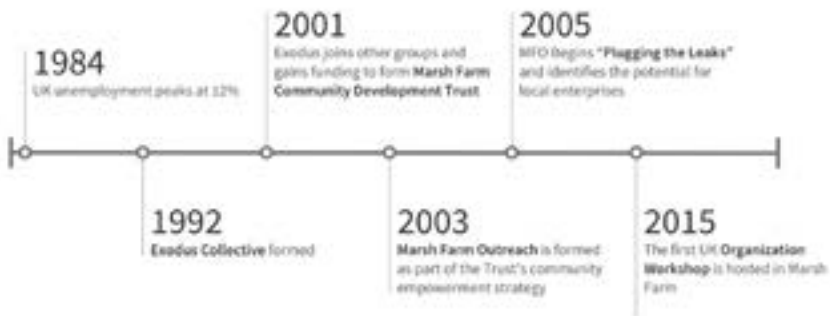 1984
UK unemployment peaks at 12%
2001
Exodus joins other groups and
gains funding to form Marsh Farm
Community Development Trust
2005
MFO Begins "Plugging the Leaks"
and identifies the potential for
local enterprises
1992
Exodus Collective formed
2003
Marsh Farm Outreach is formed
as part of the Trust's community
empowerment strategy
2015
The first UK Organization
Workshop is hosted in Marsh
Farm